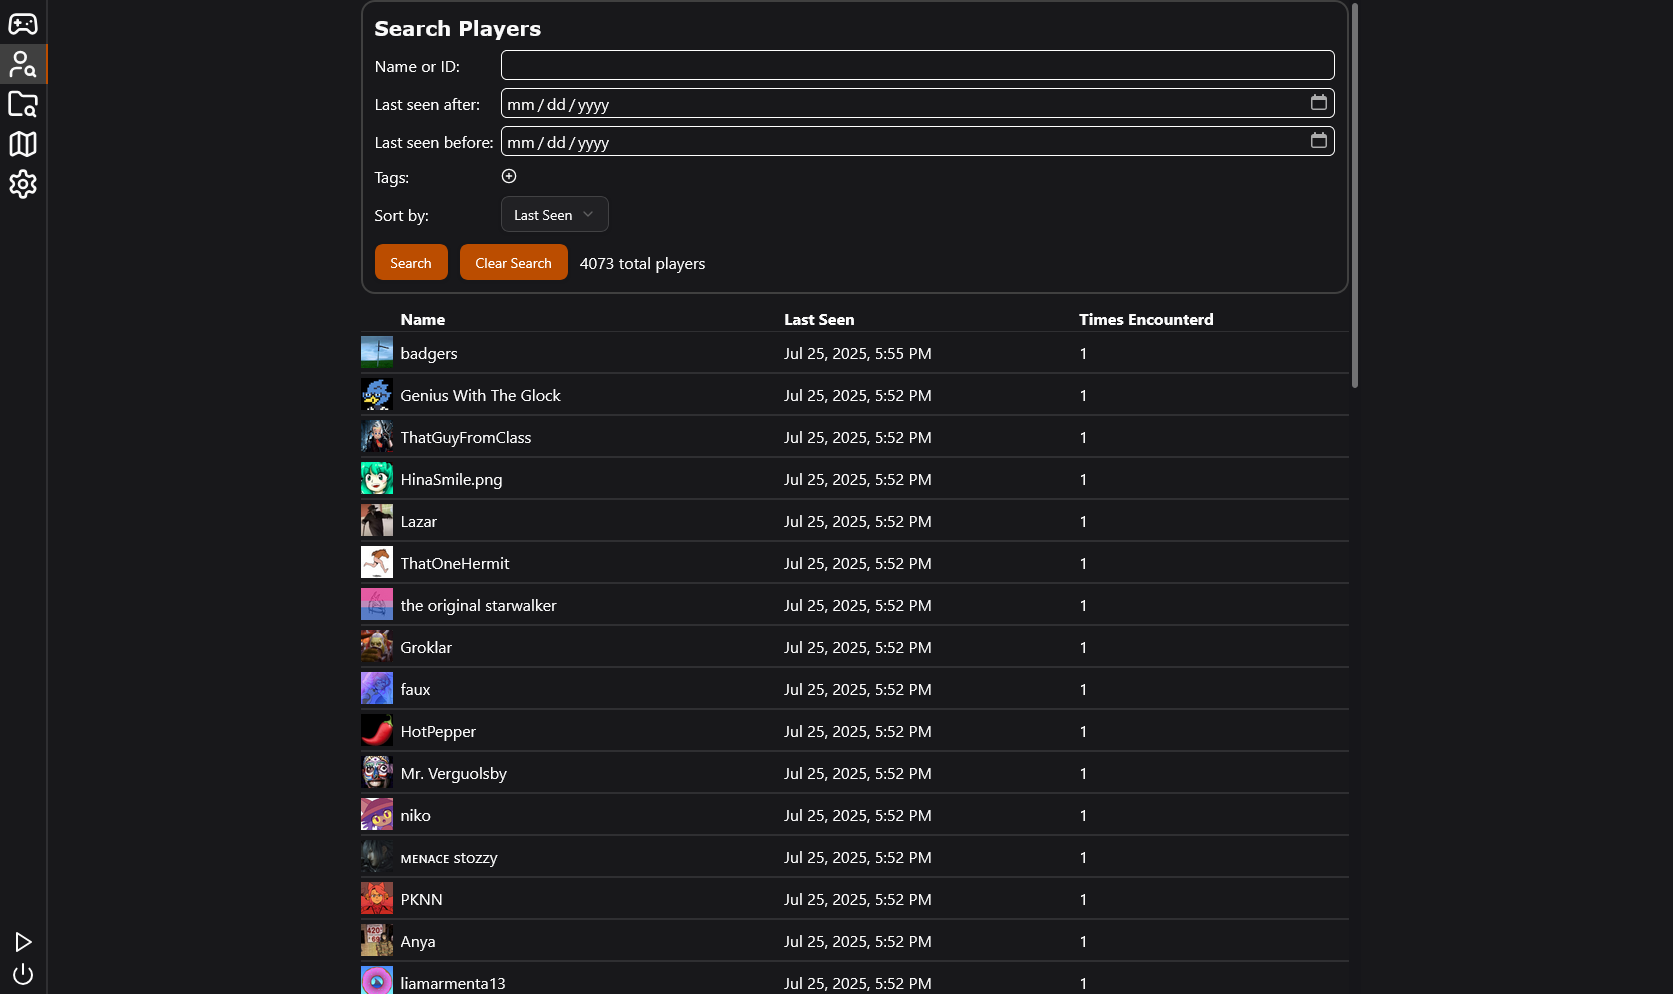 Search Players
Name or ID:
Last seen after: mm/dd/yyyy
Last seen before: mm/dd/yyyy
Tags:
Sort by: Last Seen
Search Clear Search 4073 total players
Name Last Seen Times Encounterd
badgers Jul 25, 2025, 5:55 PM 1
Genius With The Glock Jul 25, 2025, 5:52 PM 1
ThatGuyFromClass Jul 25, 2025, 5:52 PM 1
HinaSmile.png Jul 25, 2025, 5:52 PM 1
Lazar Jul 25, 2025, 5:52 PM 1
ThatOneHermit Jul 25, 2025, 5:52 PM 1
the original starwalker Jul 25, 2025, 5:52 PM 1
Groklar Jul 25, 2025, 5:52 PM 1
faux Jul 25, 2025, 5:52 PM 1
HotPepper Jul 25, 2025, 5:52 PM 1
Mr. Verguolsby Jul 25, 2025, 5:52 PM 1
niko Jul 25, 2025, 5:52 PM 1
ᴍᴇɴᴀᴄᴇ stozzy Jul 25, 2025, 5:52 PM 1
PKNN Jul 25, 2025, 5:52 PM 1
Anya Jul 25, 2025, 5:52 PM 1
liamarmenta13 Jul 25, 2025, 5:52 PM 1